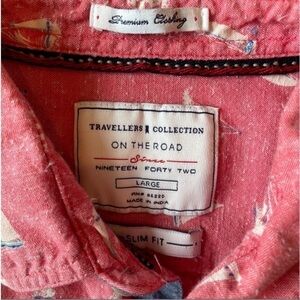 Premium Clothing
TRAVELLERS COLLECTION
ON THE ROAD
Since
NINETEEN FORTY TWO
LARGE
MADE IN INDIA
SLIM FIT